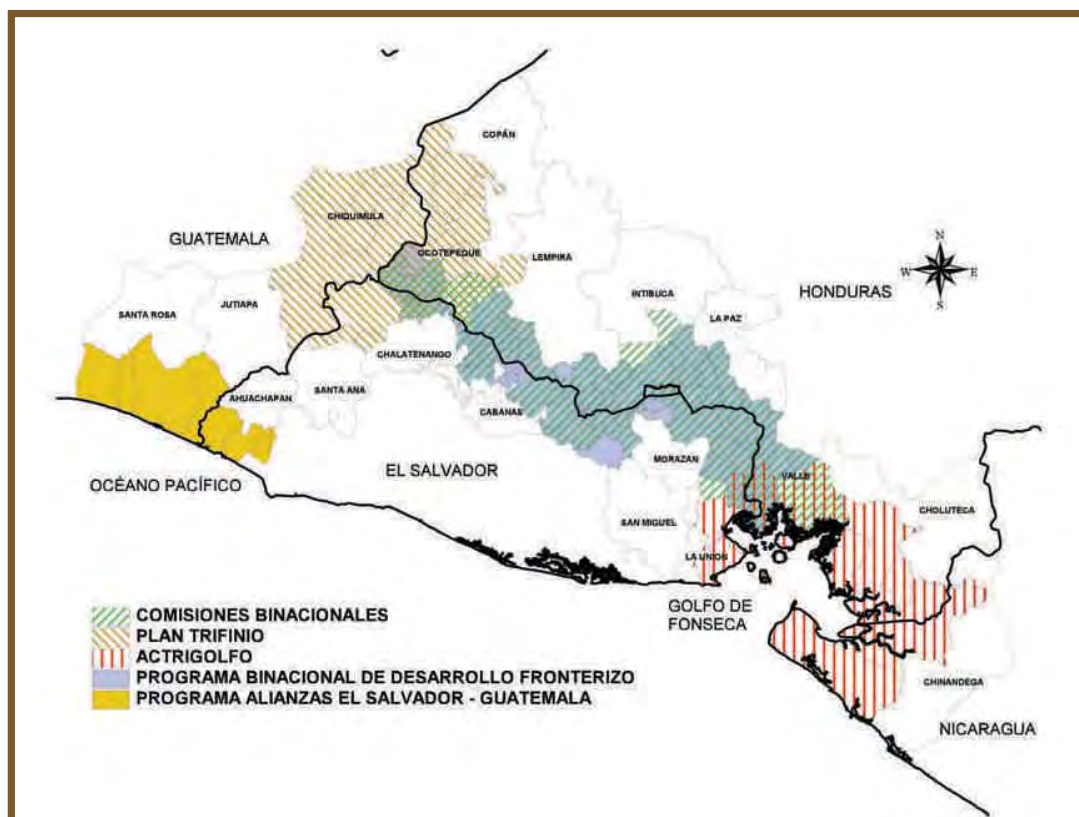 COPÁN
CHIQUIMULA
GUATEMALA
OCOTEPEQUE
LEMPIRA
N
W
E
S
HONDURAS
INTIBUCA
LA PAZ
JUTIAPA
SANTA ROSA
CHALATENANGO
SANTA ANA
AHUACHAPAN
CABANAS
EL SALVADOR
MORAZAN
VALLE
OCÉANO PACÍFICO
CHOLUTECA
SAN MIGUEL
LA UNION
GOLFO DE
FONSECA
CHINANDEGA
NICARAGUA
COMISIONES BINACIONALES
PLAN TRIFINIO
ACTRIGOLFO
PROGRAMA BINACIONAL DE DESARROLLO FRONTERIZO
PROGRAMA ALIANZAS EL SALVADOR - GUATEMALA